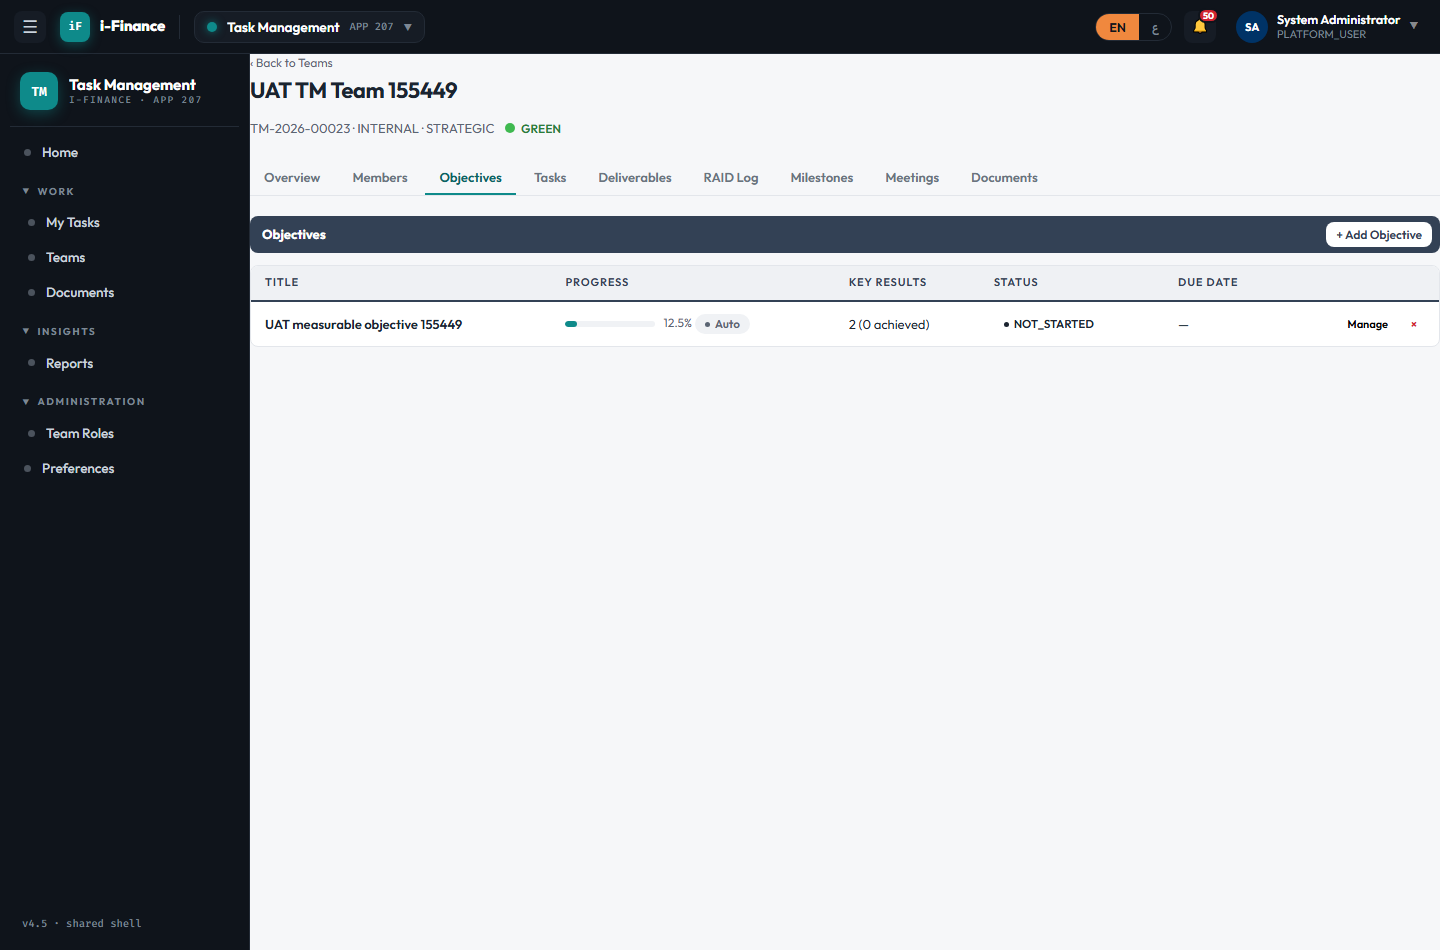 ☰ iF i-Finance Task Management APP 207 ▼ EN ع 50 SA System Administrator ▼
PLATFORM_USER
TM Task Management
I-FINANCE · APP 207
Home
▼ WORK
My Tasks
Teams
Documents
▼ INSIGHTS
Reports
▼ ADMINISTRATION
Team Roles
Preferences
v4.5 · shared shell
‹ Back to Teams
UAT TM Team 155449
TM-2026-00023 · INTERNAL · STRATEGIC GREEN
Overview Members Objectives Tasks Deliverables RAID Log Milestones Meetings Documents
Objectives + Add Objective
TITLE PROGRESS KEY RESULTS STATUS DUE DATE
UAT measurable objective 155449 12.5% Auto 2 (0 achieved) NOT_STARTED — Manage ×